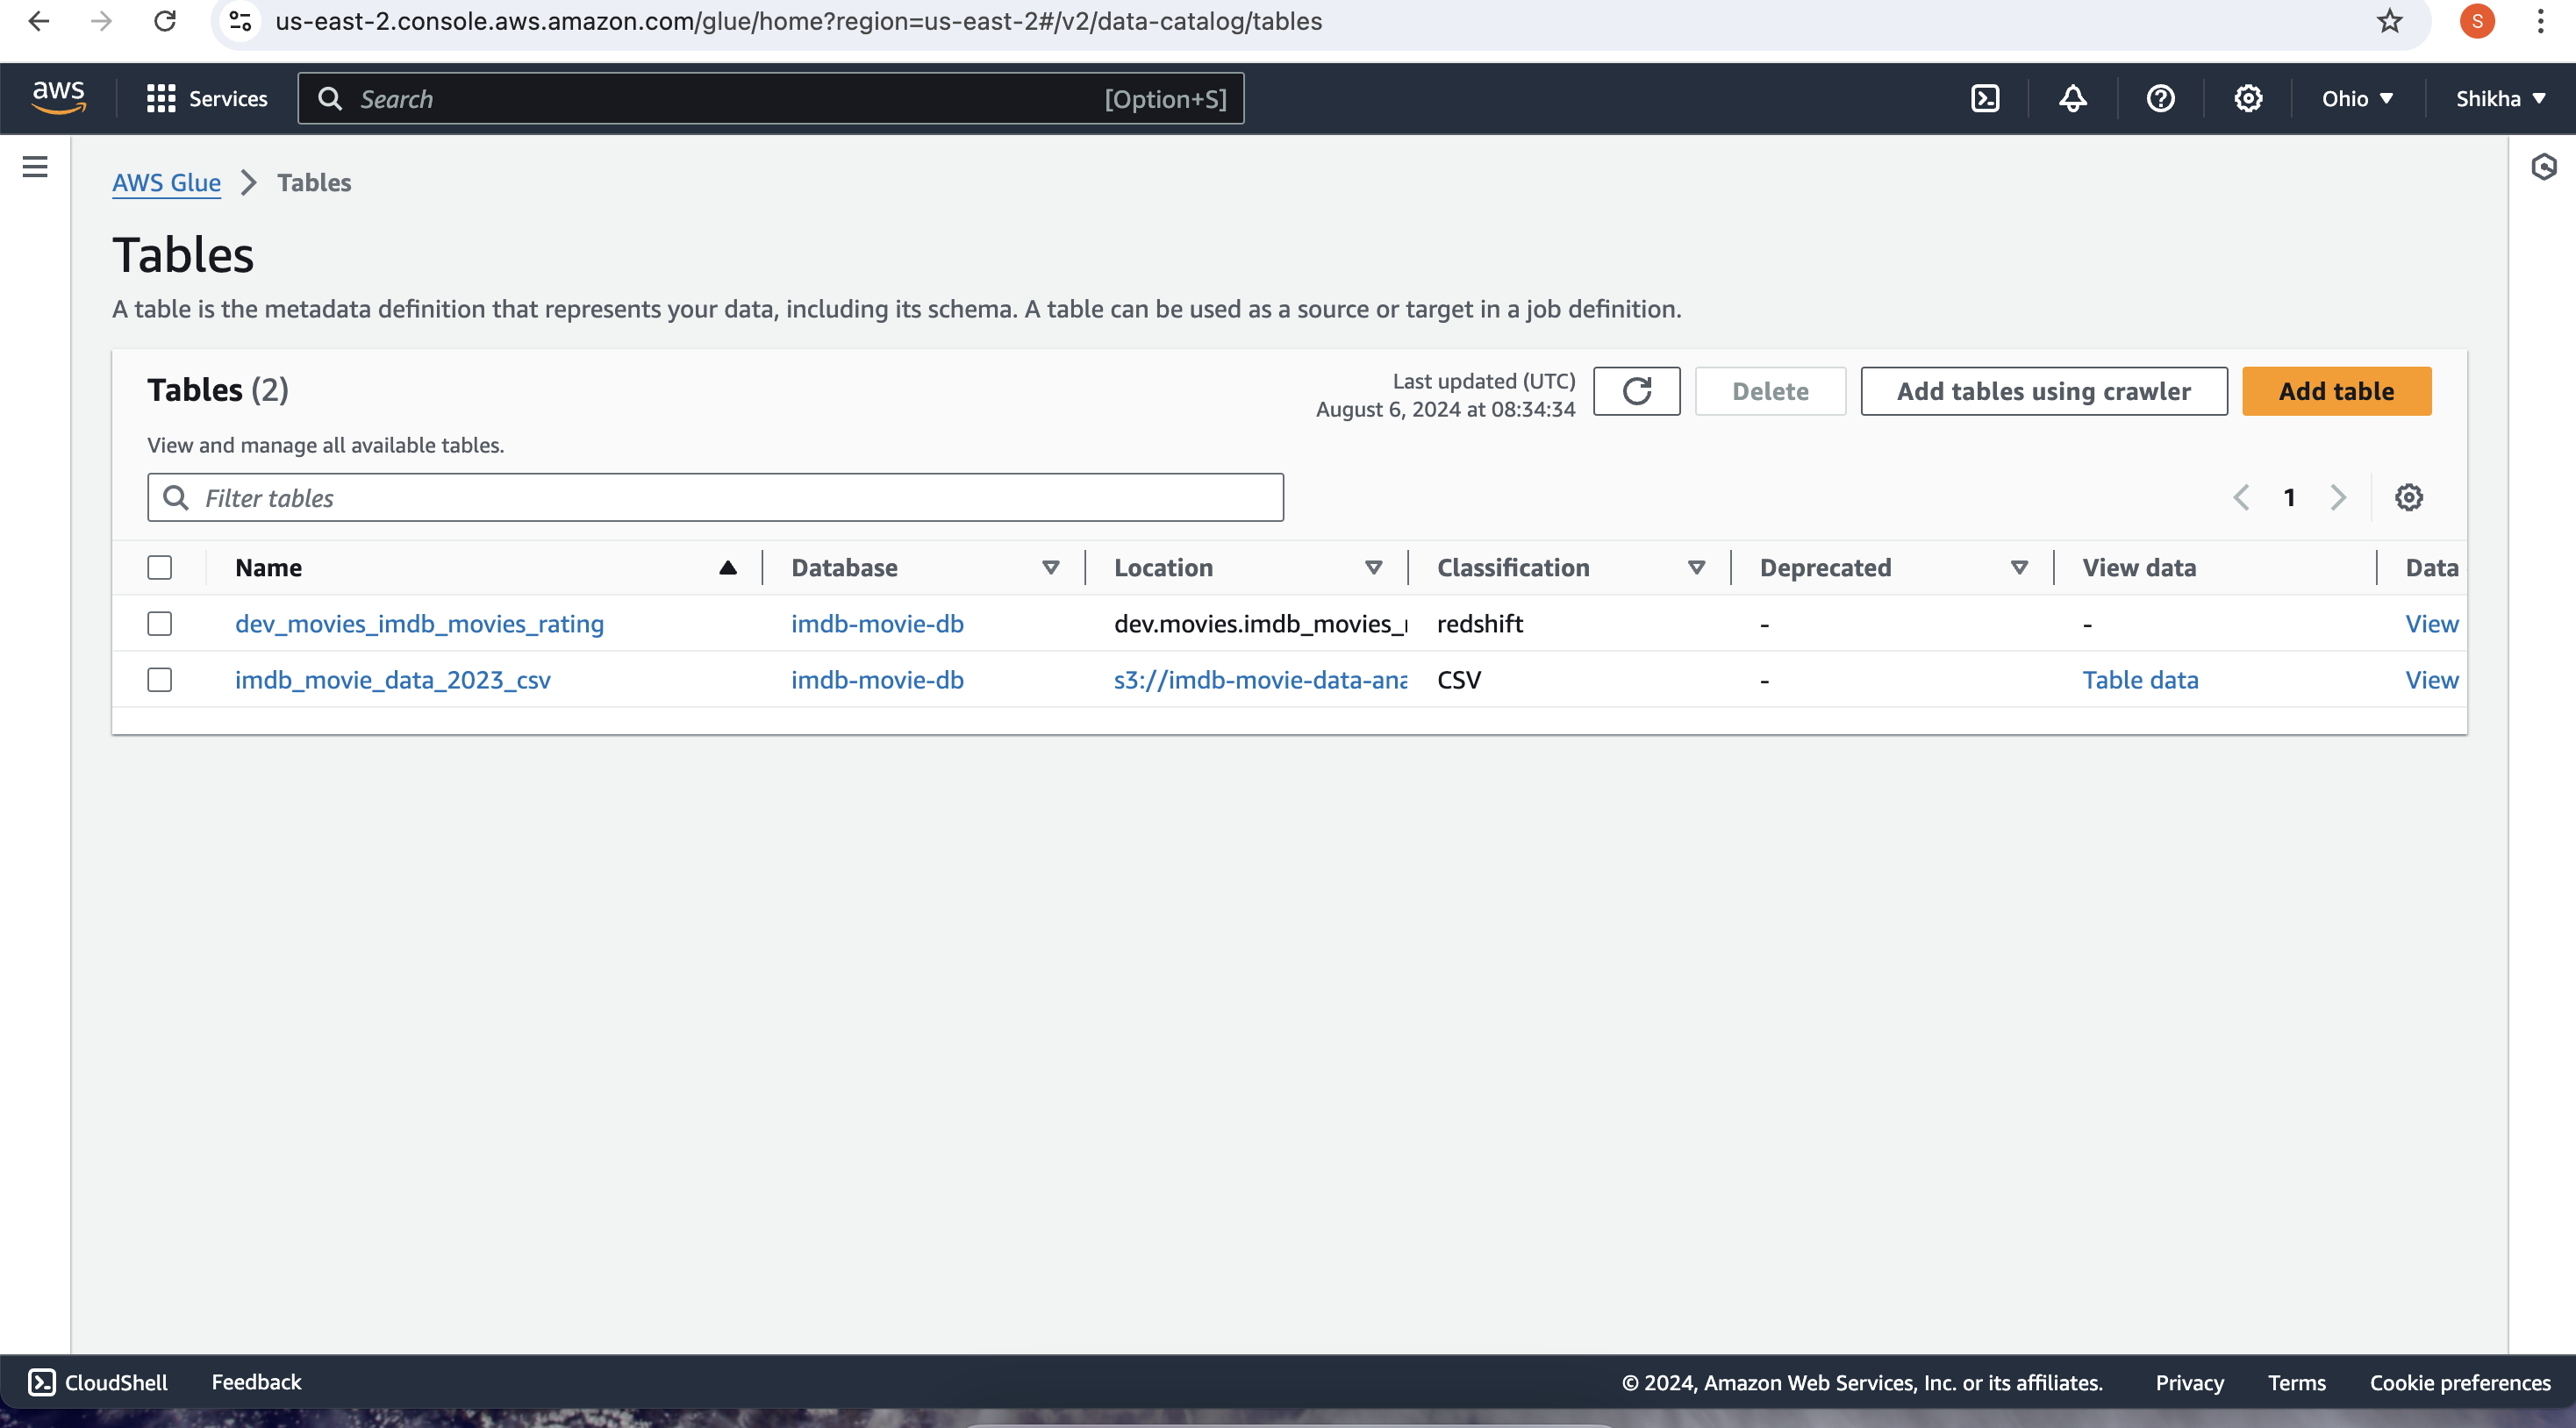 us-east-2.console.aws.amazon.com/glue/home?region=us-east-2#/v2/data-catalog/tables
S
aws
Services
Search
[Option+S]
Ohio
Shikha
AWS Glue
Tables
Tables
A table is the metadata definition that represents your data, including its schema. A table can be used as a source or target in a job definition.
Tables (2)
Last updated (UTC)
August 6, 2024 at 08:34:34
Delete
Add tables using crawler
Add table
View and manage all available tables.
Filter tables
1
Name Database Location Classification Deprecated View data Data
dev_movies_imdb_movies_rating imdb-movie-db dev.movies.imdb_movies_ redshift - - View
imdb_movie_data_2023_csv imdb-movie-db s3://imdb-movie-data-ana CSV - Table data View
CloudShell Feedback © 2024, Amazon Web Services, Inc. or its affiliates. Privacy Terms Cookie preferences